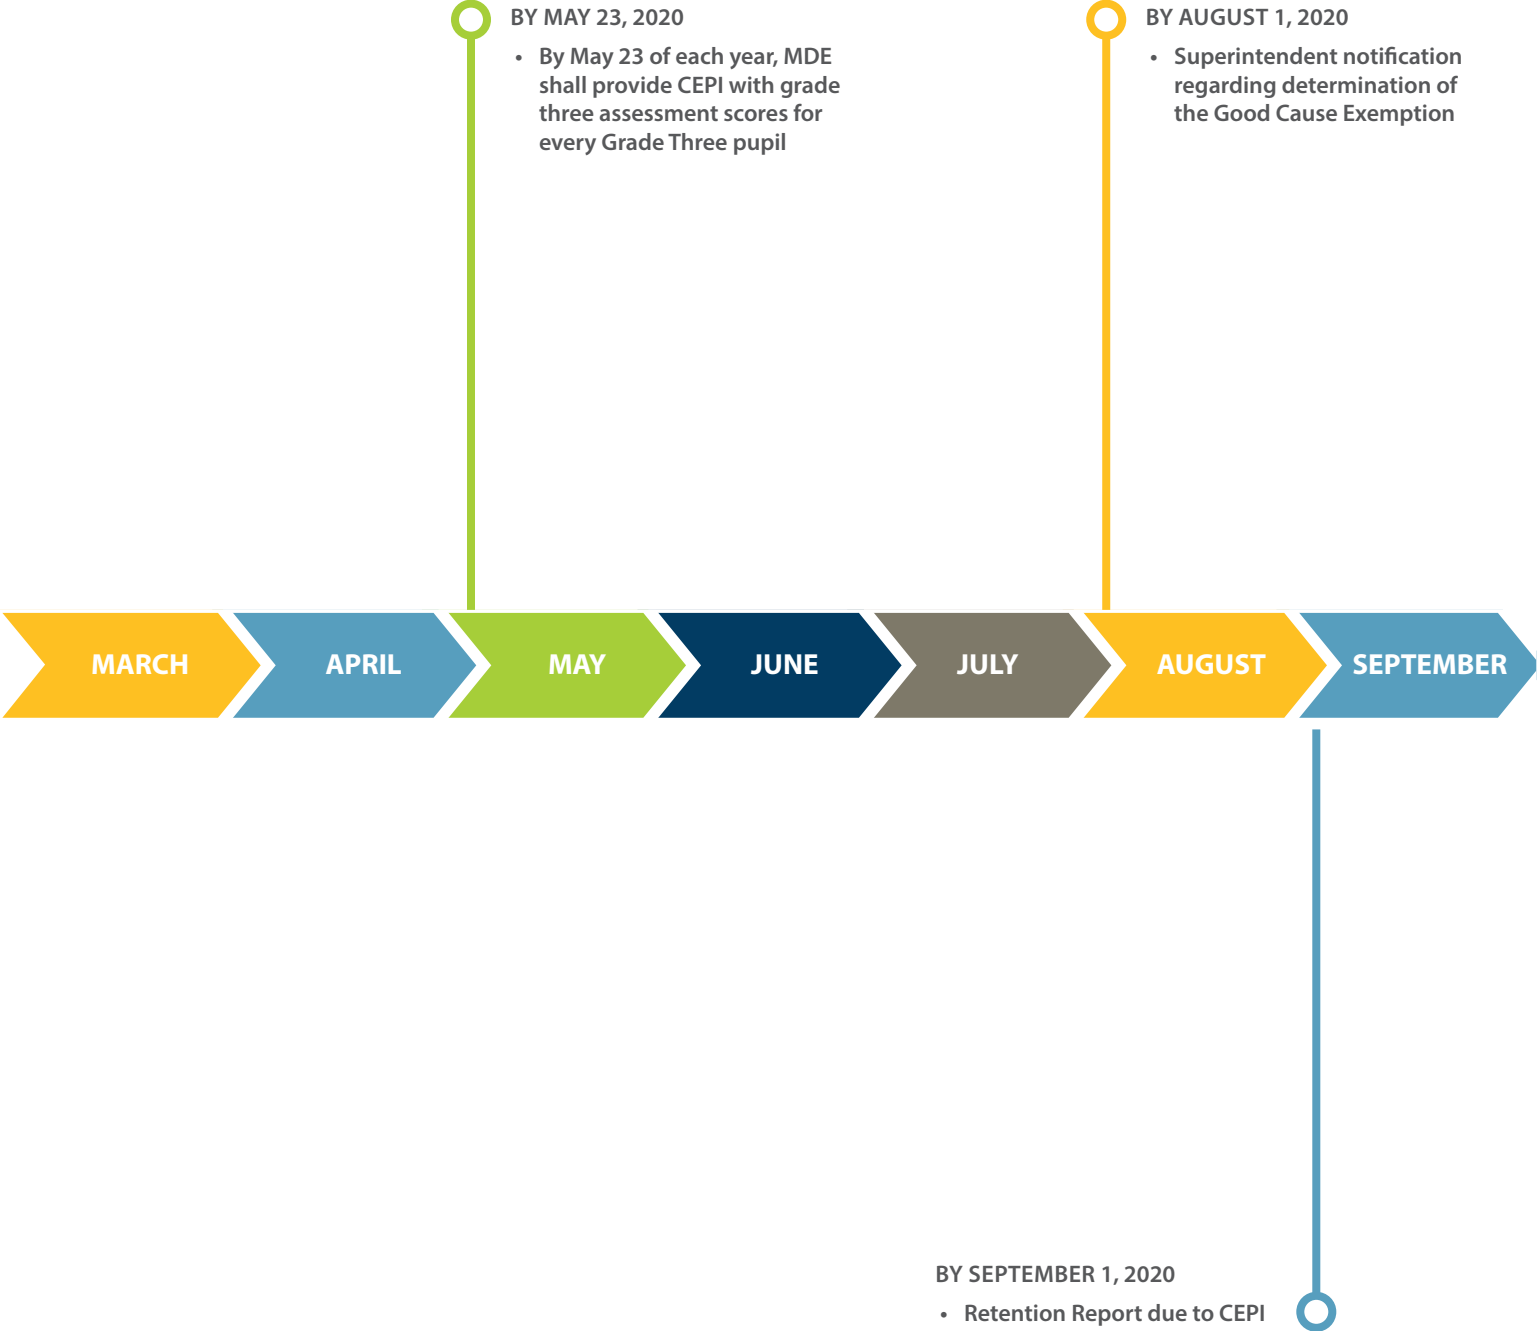 BY MAY 23, 2020
• By May 23 of each year, MDE
shall provide CEPI with grade
three assessment scores for
every Grade Three pupil
BY AUGUST 1, 2020
• Superintendent notification
regarding determination of
the Good Cause Exemption
MARCH
APRIL
MAY
JUNE
JULY
AUGUST
SEPTEMBER
BY SEPTEMBER 1, 2020
• Retention Report due to CEPI